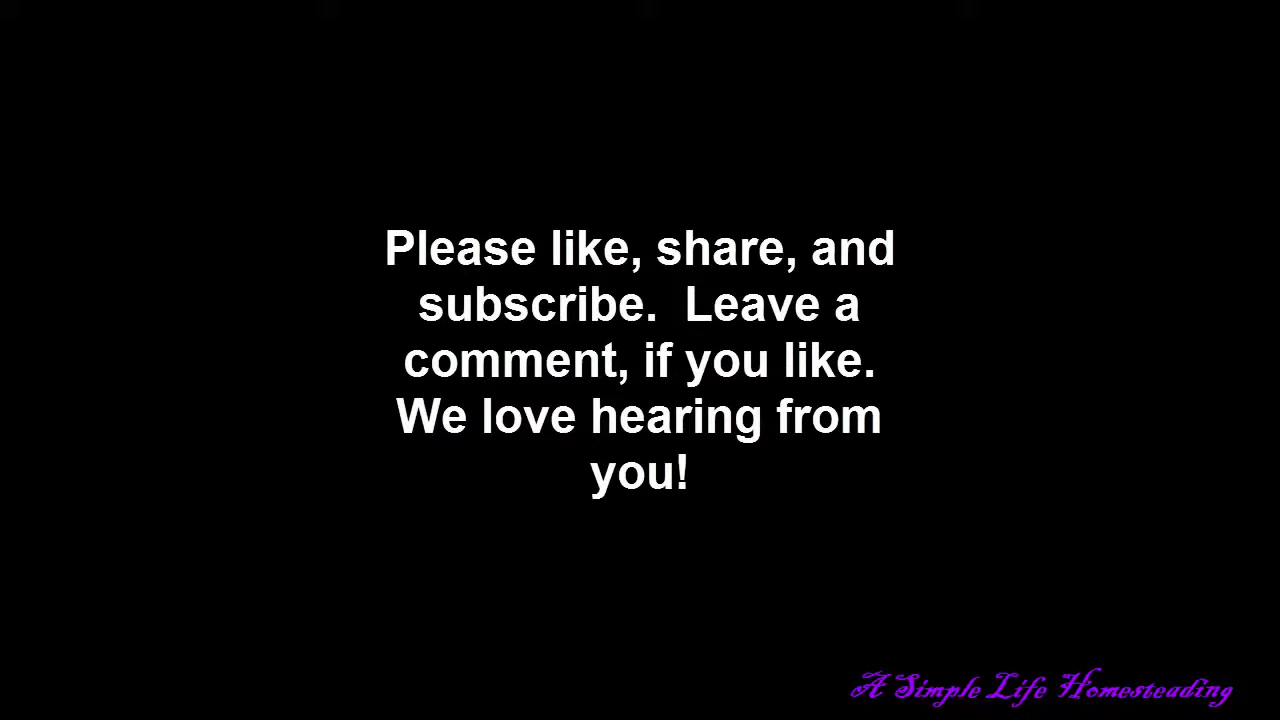 Please like, share, and
subscribe.  Leave a
comment, if you like.
We love hearing from
you!
A Simple Life Homesteading